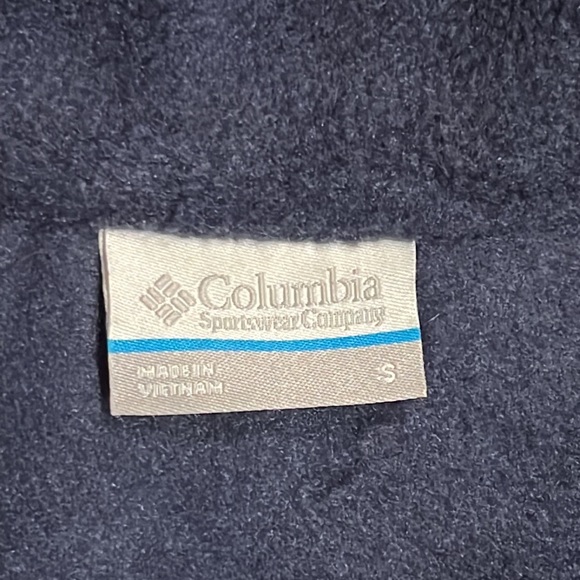 Columbia
Sportswear Company
MADE IN
VIETNAM
S